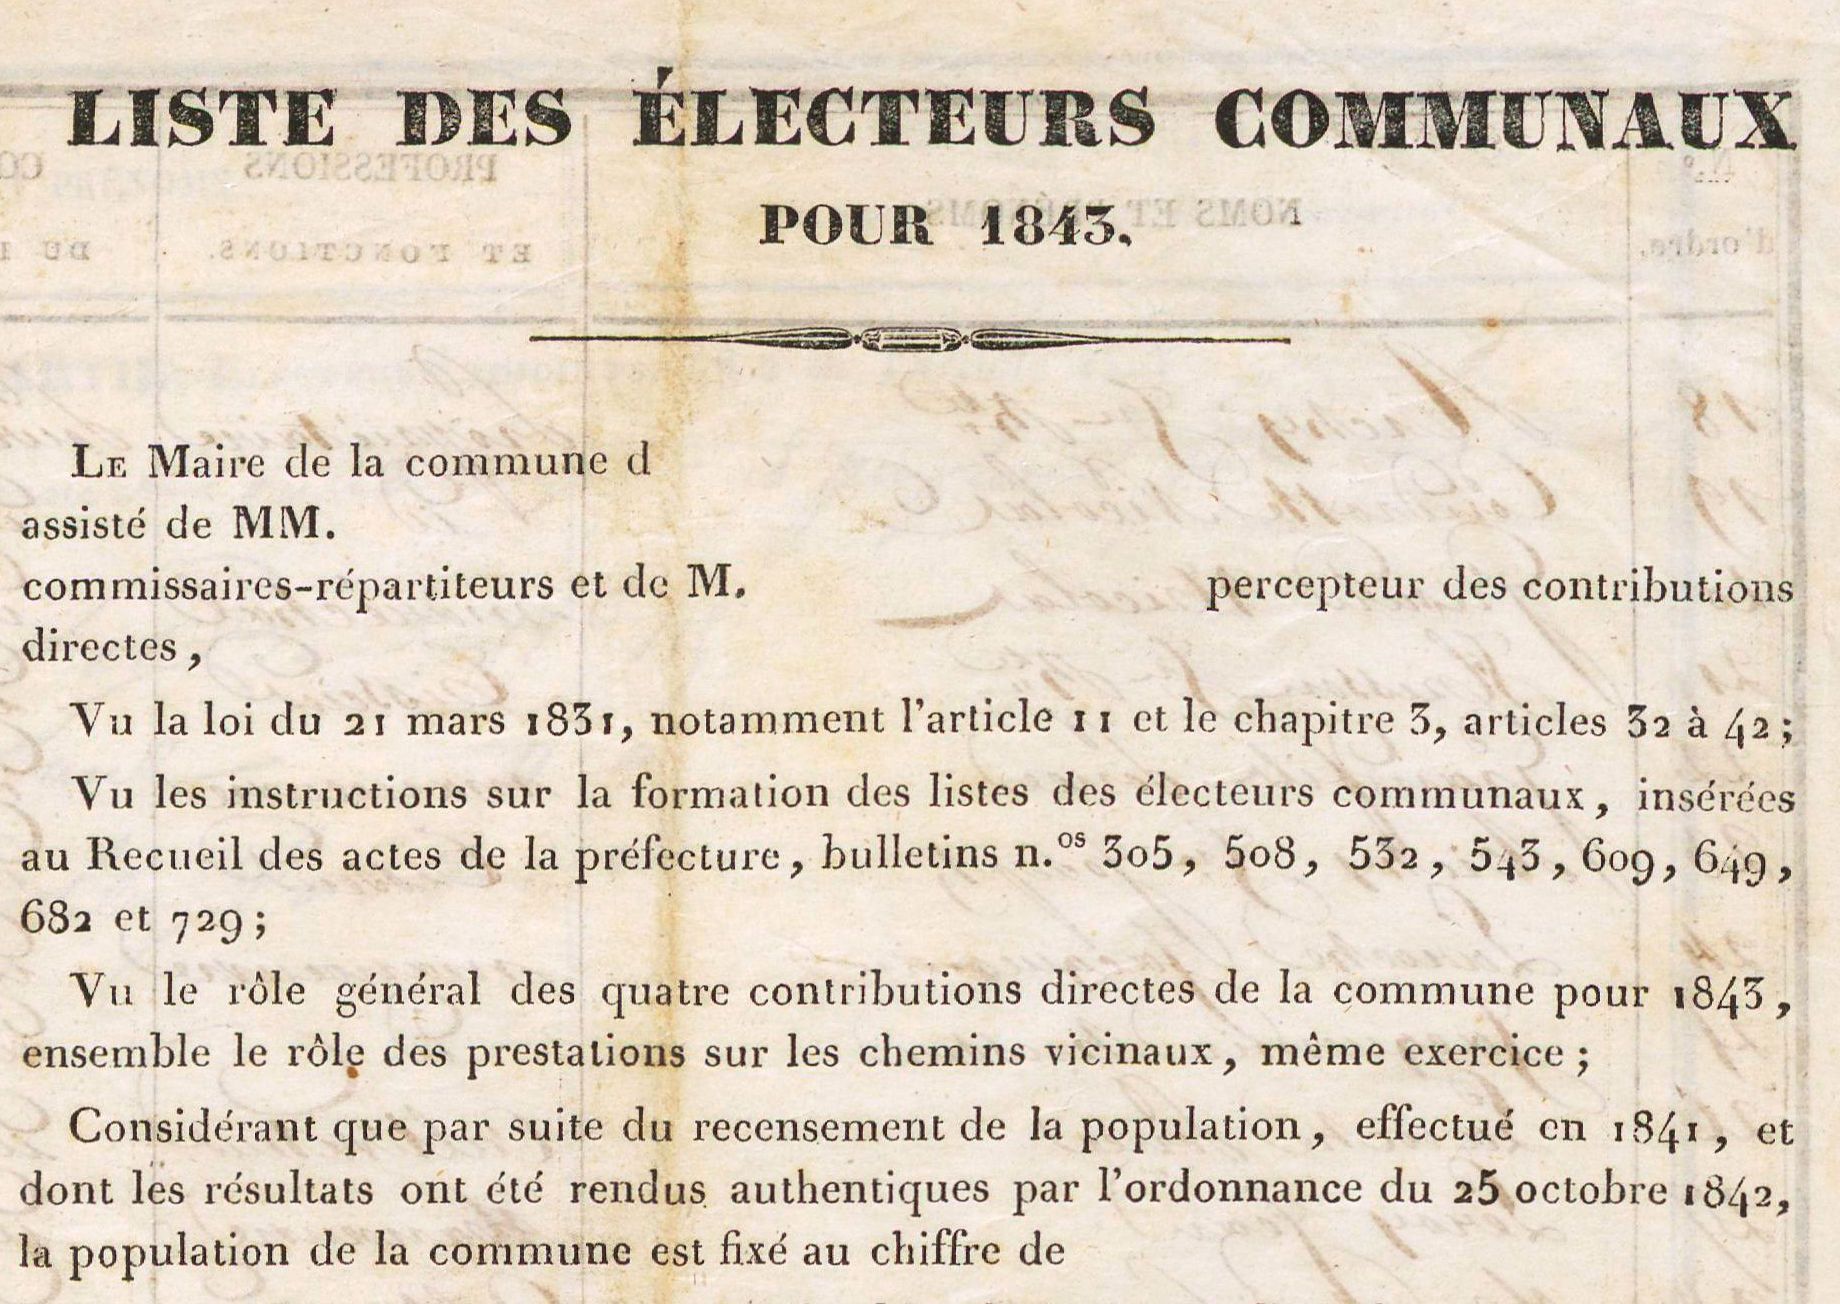 LISTE DES ÉLECTEURS COMMUNAUX
POUR 1843.
LE Maire de la commune d
assisté de MM.
commissaires-répartiteurs et de M. percepteur des contributions
directes,
Vu la loi du 21 mars 1831, notamment l'article 11 et le chapitre 3, articles 32 à 42;
Vu les instructions sur la formation des listes des électeurs communaux, insérées
au Recueil des actes de la préfecture, bulletins n.os 305, 508, 532, 543, 609, 649,
682 et 729;
Vu le rôle général des quatre contributions directes de la commune pour 1843,
ensemble le rôle des prestations sur les chemins vicinaux, même exercice;
Considérant que par suite du recensement de la population, effectué en 1841, et
dont les résultats ont été rendus authentiques par l'ordonnance du 25 octobre 1842,
la population de la commune est fixé au chiffre de